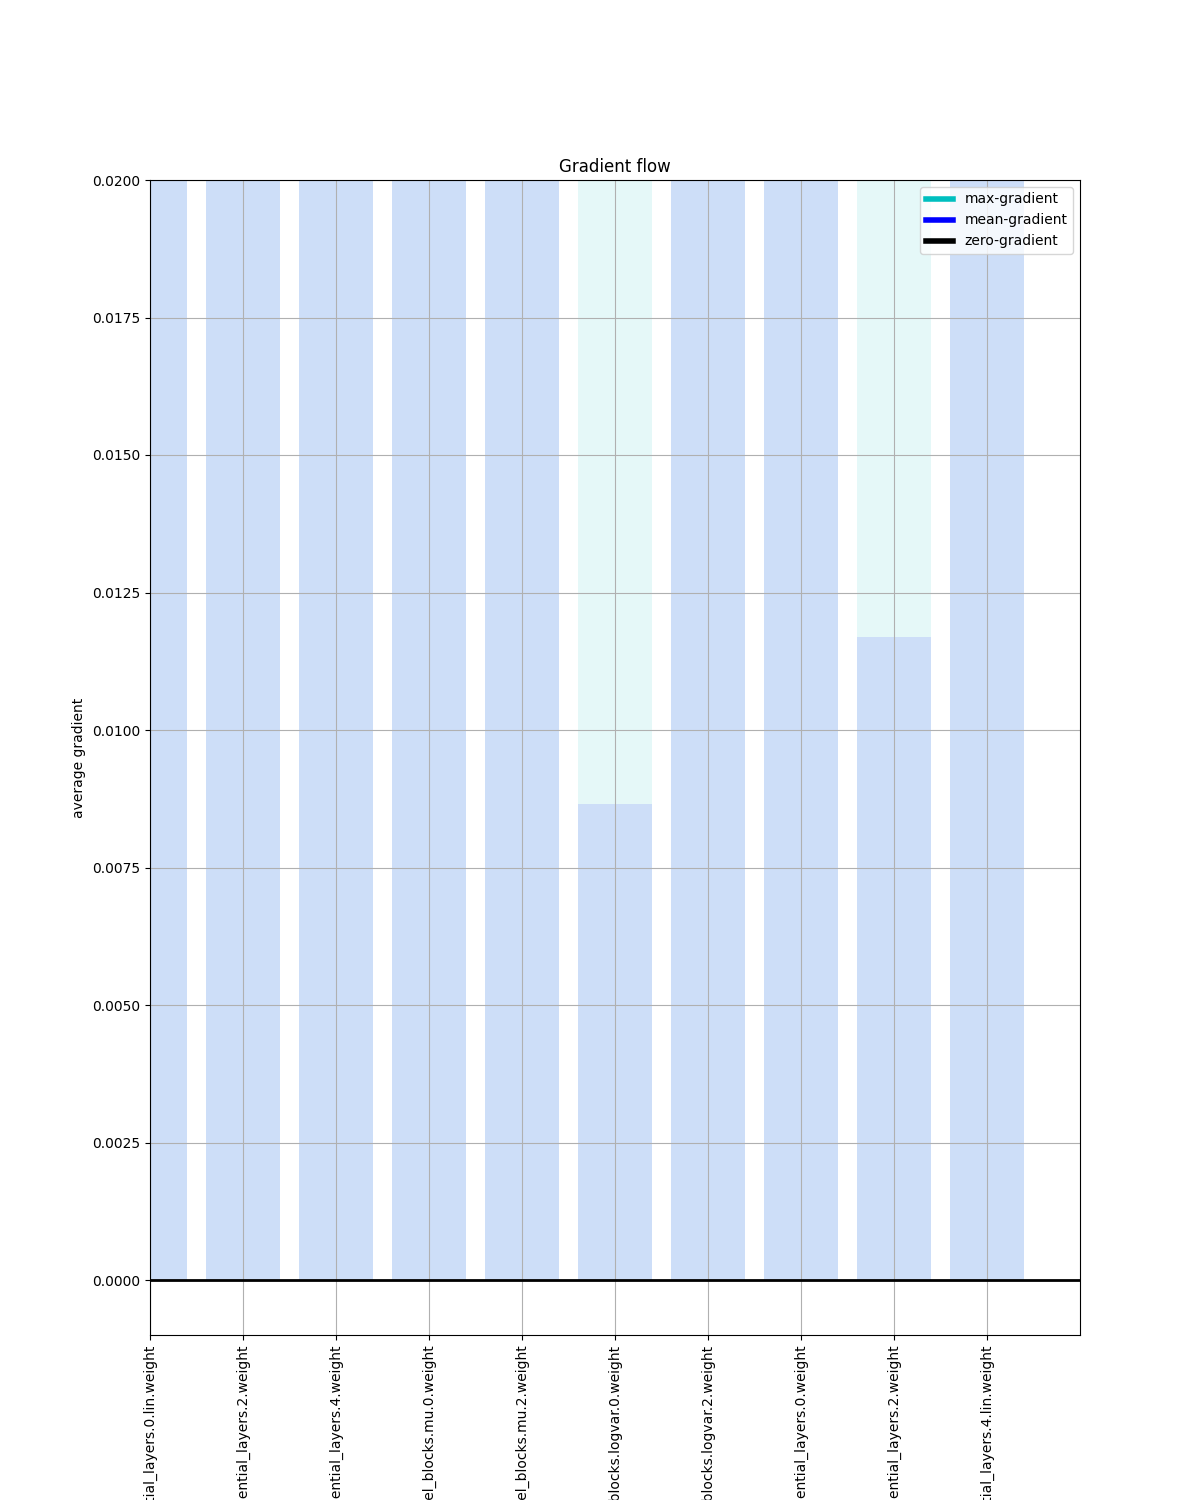 Gradient flow
0.0200
0.0175
0.0150
0.0125
0.0100
0.0075
0.0050
0.0025
0.0000
average gradient
max-gradient
mean-gradient
zero-gradient
tial_layers.0.lin.weight
ential_layers.2.weight
ential_layers.4.weight
el_blocks.mu.0.weight
el_blocks.mu.2.weight
blocks.logvar.0.weight
blocks.logvar.2.weight
ential_layers.0.weight
ential_layers.2.weight
tial_layers.4.lin.weight